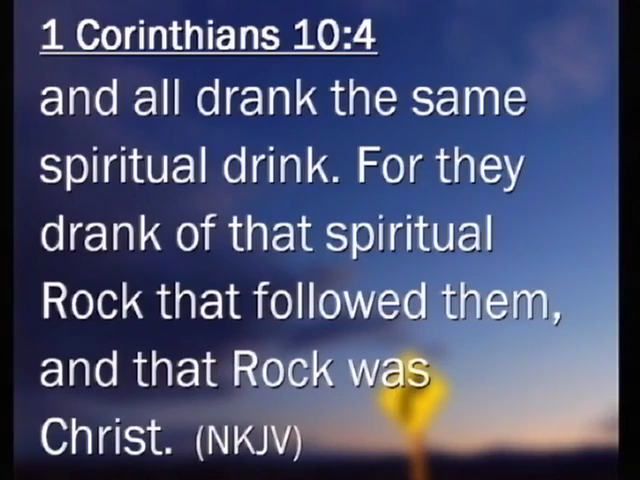 1 Corinthians 10:4
and all drank the same
spiritual drink. For they
drank of that spiritual
Rock that followed them,
and that Rock was
Christ. (NKJV)